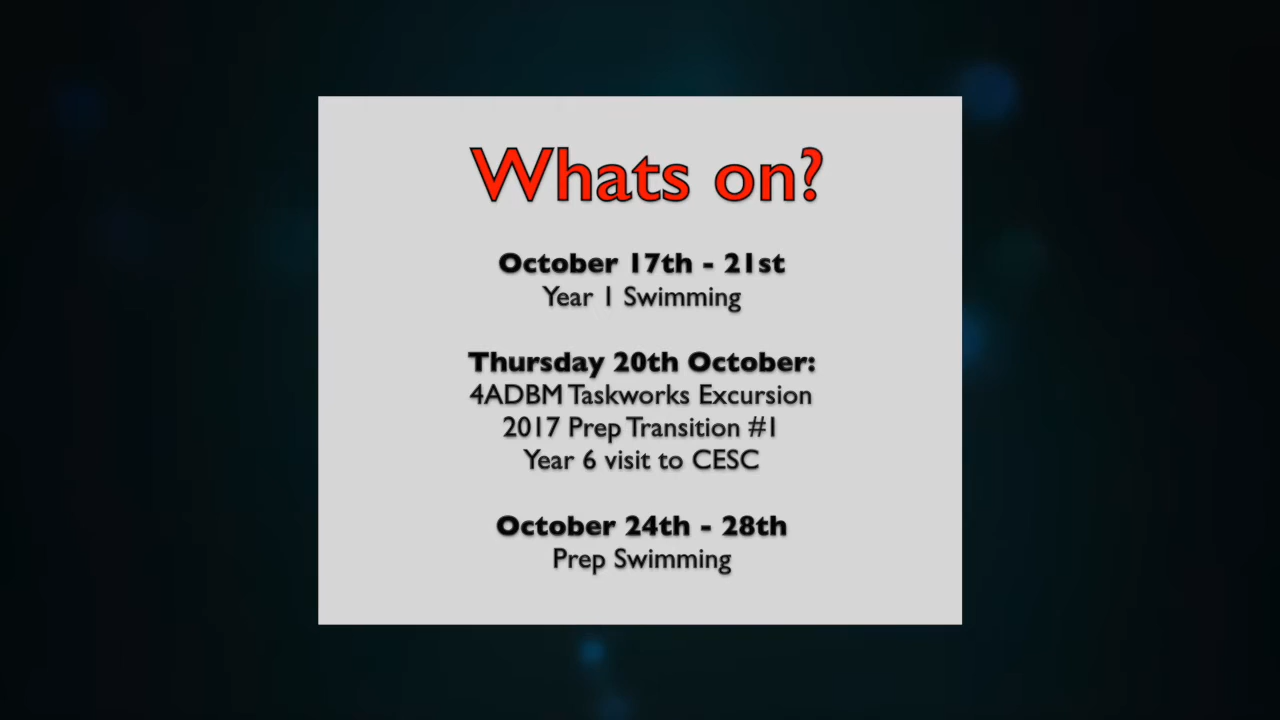 Whats on?
October 17th - 21st
Year 1 Swimming
Thursday 20th October:
4ADBM Taskworks Excursion
2017 Prep Transition #1
Year 6 visit to CESC
October 24th - 28th
Prep Swimming